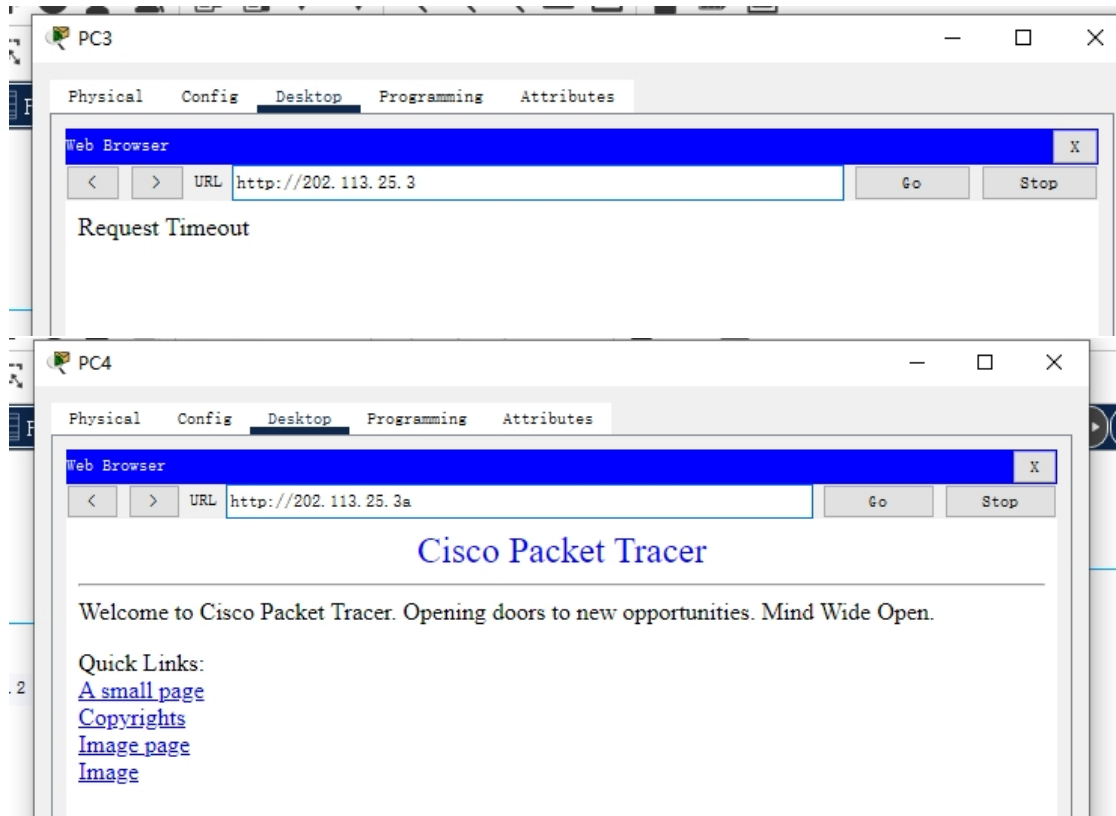 PC3
Physical Config Desktop Programming Attributes
Web Browser X
< > URL http://202.113.25.3 Go Stop
Request Timeout
PC4
Physical Config Desktop Programming Attributes
Web Browser X
< > URL http://202.113.25.3a Go Stop
Cisco Packet Tracer
Welcome to Cisco Packet Tracer. Opening doors to new opportunities. Mind Wide Open.
Quick Links:
.2 A small page
Copyrights
Image page
Image